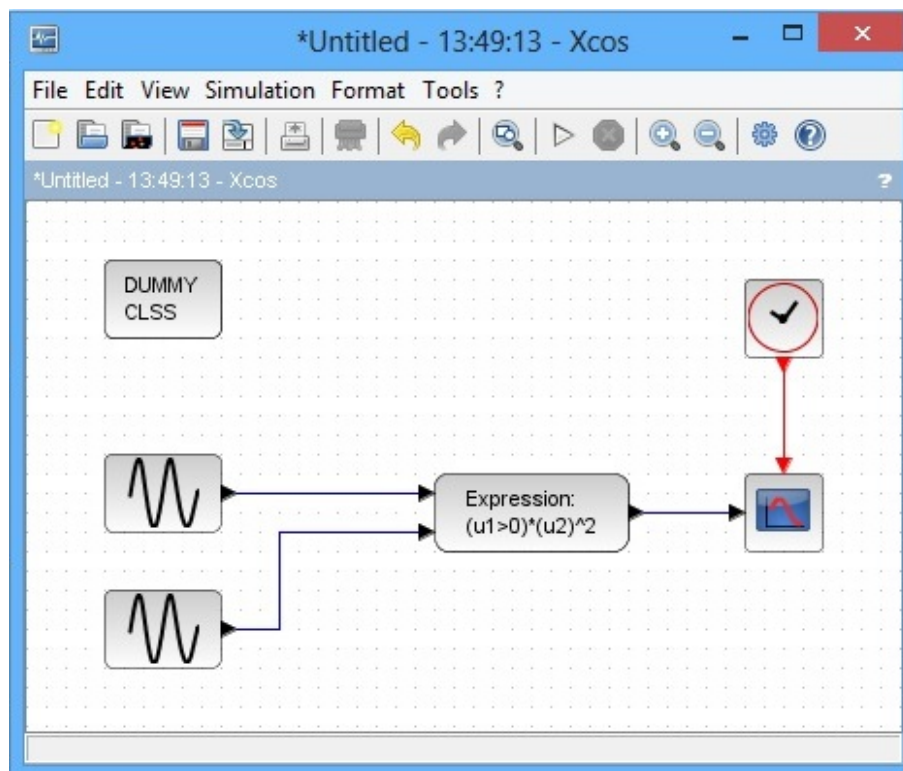 *Untitled - 13:49:13 - Xcos
File Edit View Simulation Format Tools ?
*Untitled - 13:49:13 - Xcos ?
DUMMY
CLSS
Expression:
(u1>0)*(u2)^2